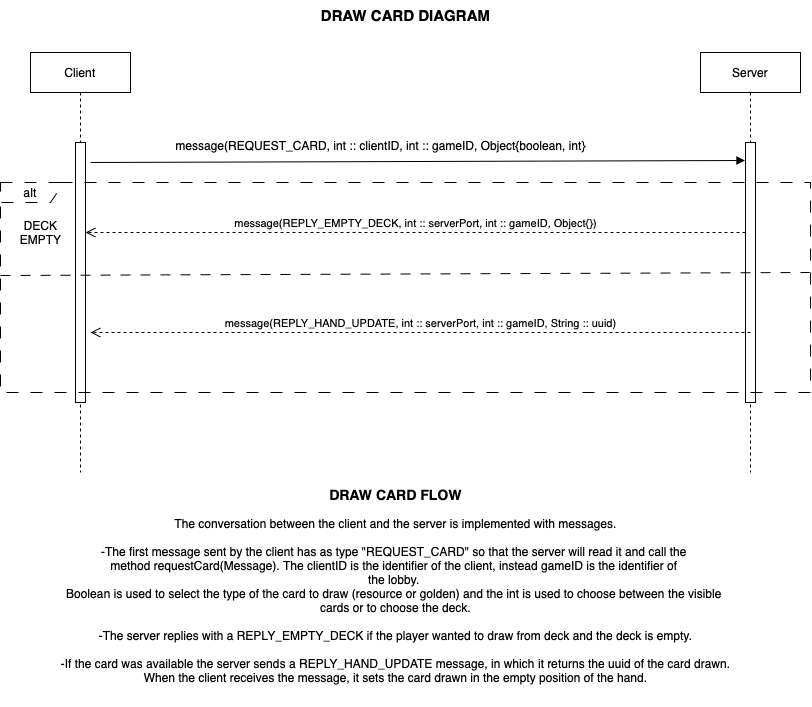 DRAW CARD DIAGRAM
Client
Server
message(REQUEST_CARD, int :: clientID, int :: gameID, Object{boolean, int}
alt
DECK
EMPTY
message(REPLY_EMPTY_DECK, int :: serverPort, int :: gameID, Object{})
message(REPLY_HAND_UPDATE, int :: serverPort, int :: gameID, String :: uuid)
DRAW CARD FLOW
The conversation between the client and the server is implemented with messages.
-The first message sent by the client has as type "REQUEST_CARD" so that the server will read it and call the
method requestCard(Message). The clientID is the identifier of the client, instead gameID is the identifier of
the lobby.
Boolean is used to select the type of the card to draw (resource or golden) and the int is used to choose between the visible
cards or to choose the deck.
-The server replies with a REPLY_EMPTY_DECK if the player wanted to draw from deck and the deck is empty.
-If the card was available the server sends a REPLY_HAND_UPDATE message, in which it returns the uuid of the card drawn.
When the client receives the message, it sets the card drawn in the empty position of the hand.